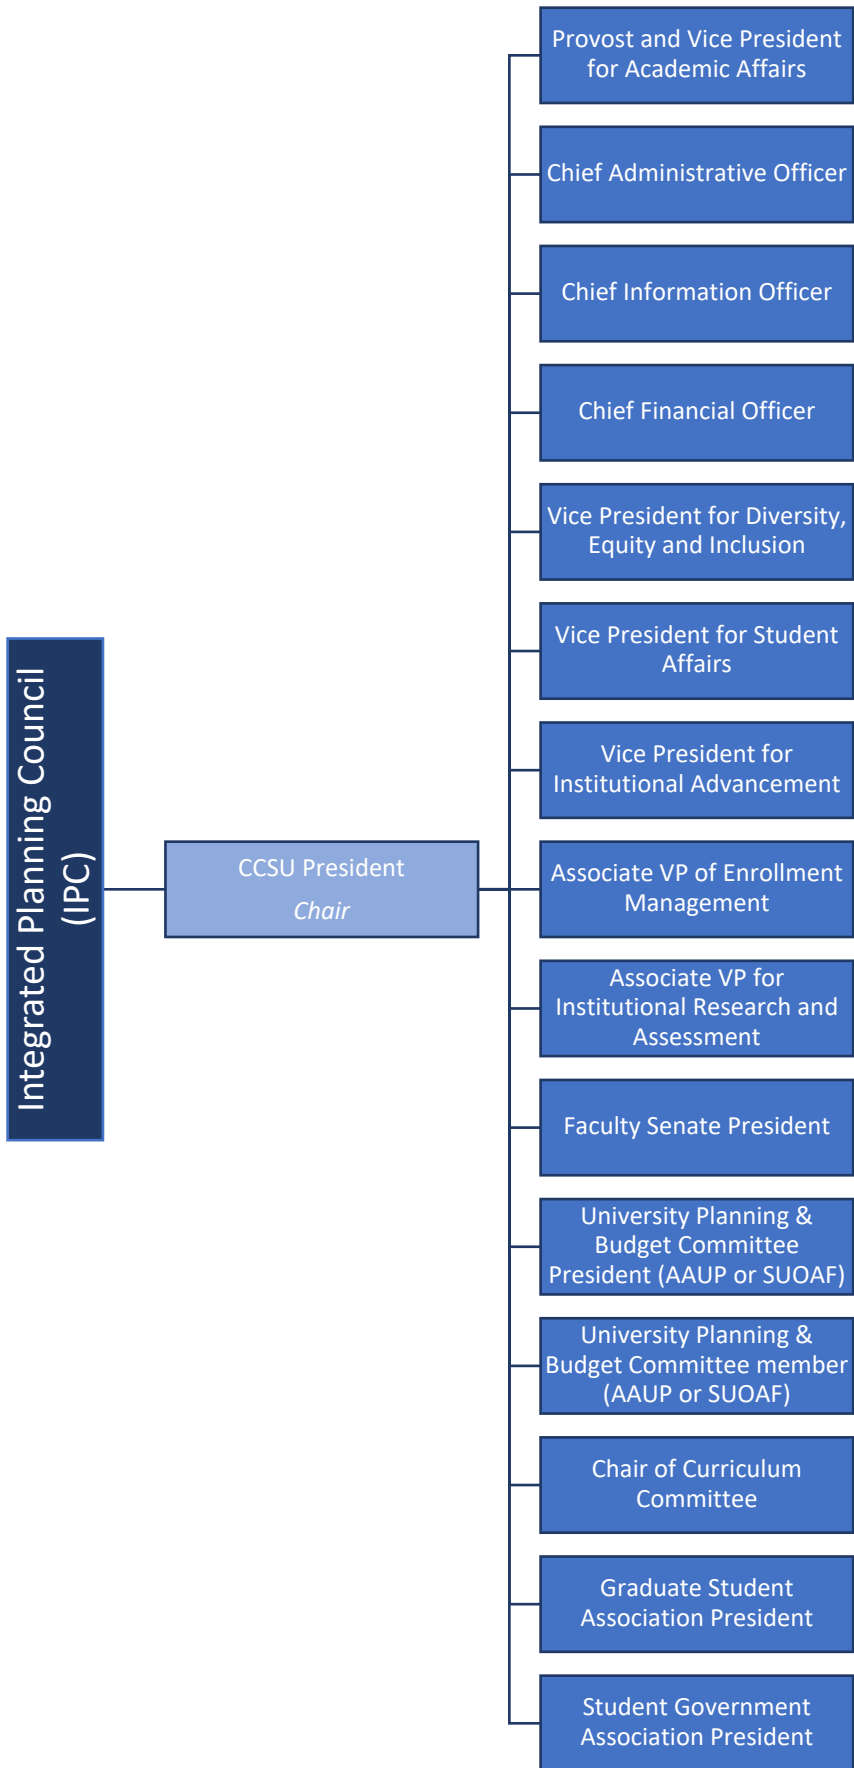 Integrated Planning Council
(IPC)
CCSU President
Chair
Provost and Vice President
for Academic Affairs
Chief Administrative Officer
Chief Information Officer
Chief Financial Officer
Vice President for Diversity,
Equity and Inclusion
Vice President for Student
Affairs
Vice President for
Institutional Advancement
Associate VP of Enrollment
Management
Associate VP for
Institutional Research and
Assessment
Faculty Senate President
University Planning &
Budget Committee
President (AAUP or SUOAF)
University Planning &
Budget Committee member
(AAUP or SUOAF)
Chair of Curriculum
Committee
Graduate Student
Association President
Student Government
Association President